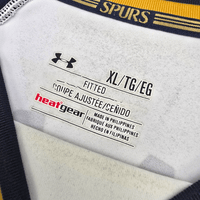 SPURS
XL/TG/EG
FITTED
COUPE AJUSTÉE/CEÑIDO
heatgear
MADE IN PHILIPPINES
FABRIQUÉ AUX PHILIPPINES
HECHO EN FILIPINAS